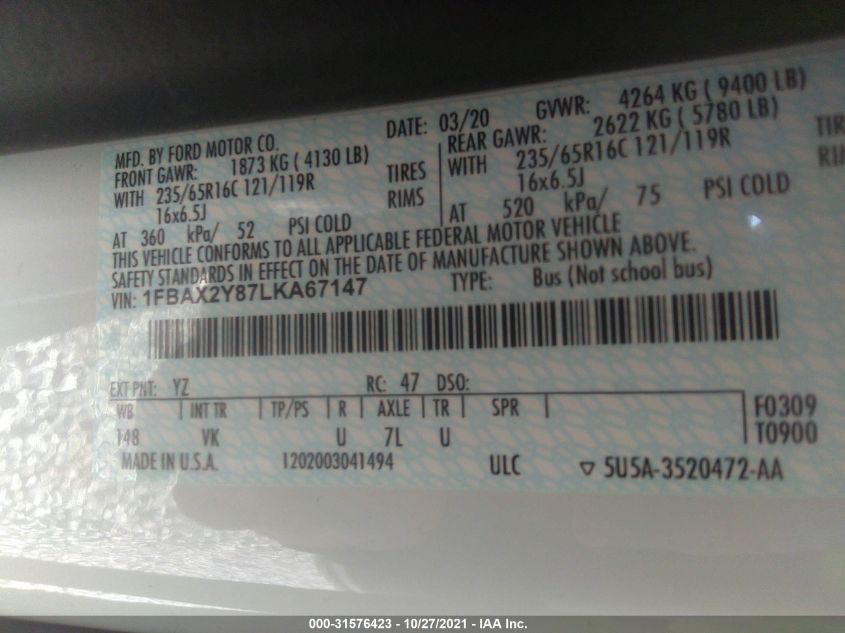 MFD. BY FORD MOTOR CO. DATE: 03/20 GVWR: 4264 KG ( 9400 LB)
FRONT GAWR: 1873 KG ( 4130 LB) REAR GAWR: 2622 KG ( 5780 LB)
WITH 235/65R16C 121/119R TIRES WITH 235/65R16C 121/119R TIR
16x6.5J RIMS 16x6.5J RI
AT 360 kPa/ 52 PSI COLD AT 520 kPa/ 75 PSI COLD
THIS VEHICLE CONFORMS TO ALL APPLICABLE FEDERAL MOTOR VEHICLE
SAFETY STANDARDS IN EFFECT ON THE DATE OF MANUFACTURE SHOWN ABOVE.
VIN: 1FBAX2Y87LKA67147 TYPE: Bus (Not school bus)
EXT PNT: YZ RC: 47 DSO:
WB INT TR TP/PS R AXLE TR SPR F0309
148 VK U 7L U T0900
MADE IN U.S.A. 1202003041494 ULC ▽ 5U5A-3520472-AA
000-31576423 - 10/27/2021 - IAA Inc.